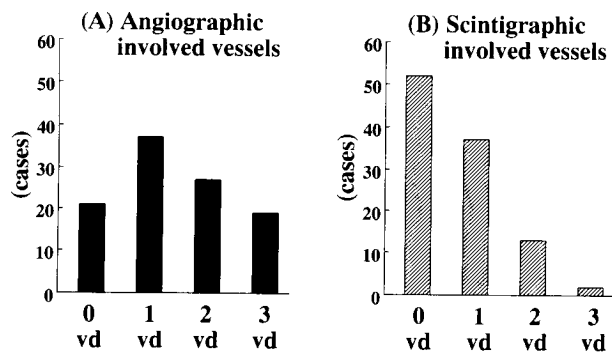 (A) Angiographic
involved vessels
60
50
40
30
20
10
0
(cases)
0 1 2 3
vd vd vd vd
(B) Scintigraphic
involved vessels
60
50
40
30
20
10
0
(cases)
0 1 2 3
vd vd vd vd